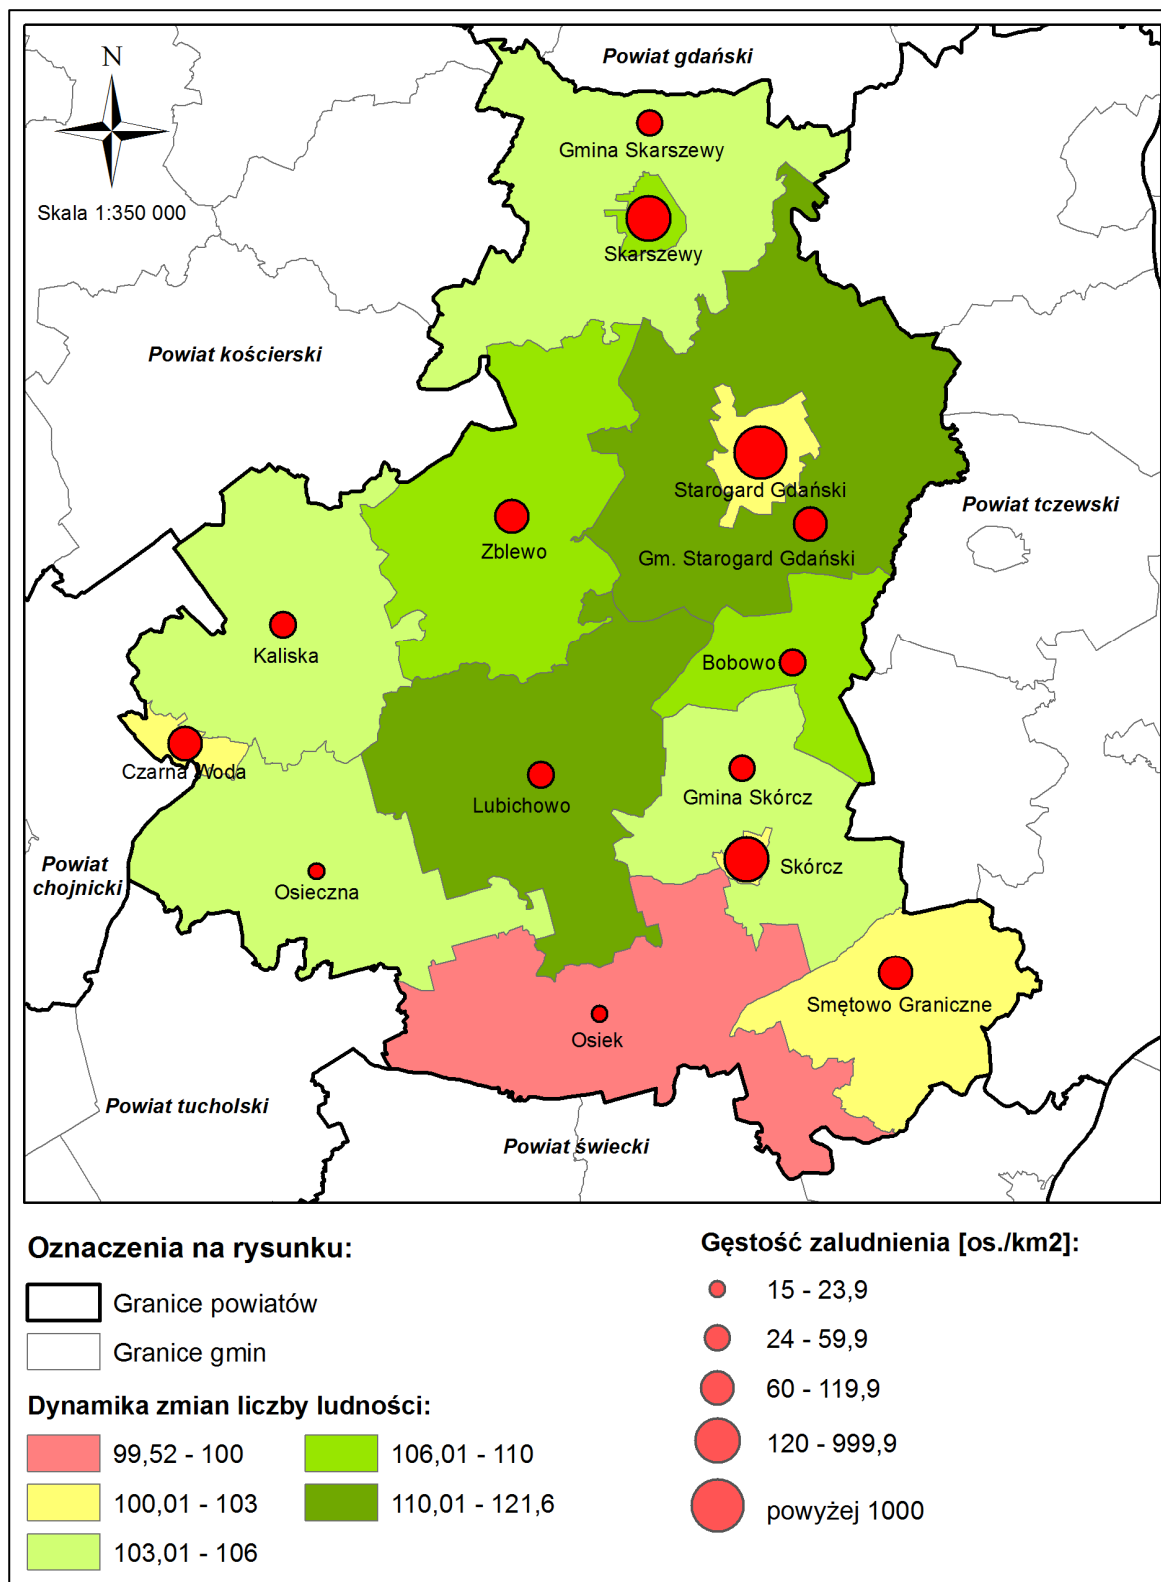 Powiat gdański
N
Gmina Skarszewy
Skala 1:350 000
Skarszewy
Powiat kościerski
Starogard Gdański
Powiat tczewski
Zblewo
Gm. Starogard Gdański
Kaliska
Bobowo
Czarna Woda
Lubichowo
Gmina Skórcz
Powiat
chojnicki
Skórcz
Osieczna
Smętowo Graniczne
Osiek
Powiat tucholski
Powiat świecki
Oznaczenia na rysunku:
Granice powiatów
Granice gmin
Dynamika zmian liczby ludności:
99,52 - 100
100,01 - 103
103,01 - 106
106,01 - 110
110,01 - 121,6
Gęstość zaludnienia [os./km2]:
15 - 23,9
24 - 59,9
60 - 119,9
120 - 999,9
powyżej 1000